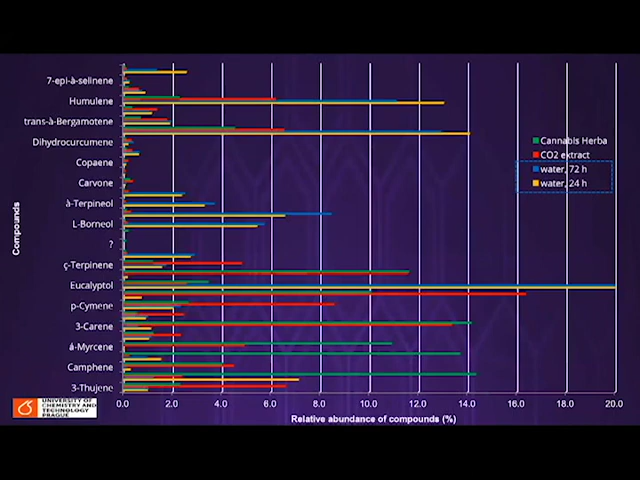 7-epi-à-selinene
Humulene
trans-à-Bergamotene
Dihydrocurcumene
Copaene
Carvone
à-Terpineol
L-Borneol
?
ç-Terpinene
Eucalyptol
p-Cymene
3-Carene
á-Myrcene
Camphene
3-Thujene
Compounds
Cannabis Herba
CO2 extract
water, 72 h
water, 24 h
0.0 2.0 4.0 6.0 8.0 10.0 12.0 14.0 16.0 18.0 20.0
Relative abundance of compounds (%)
UNIVERSITY OF
CHEMISTRY AND
TECHNOLOGY
PRAGUE